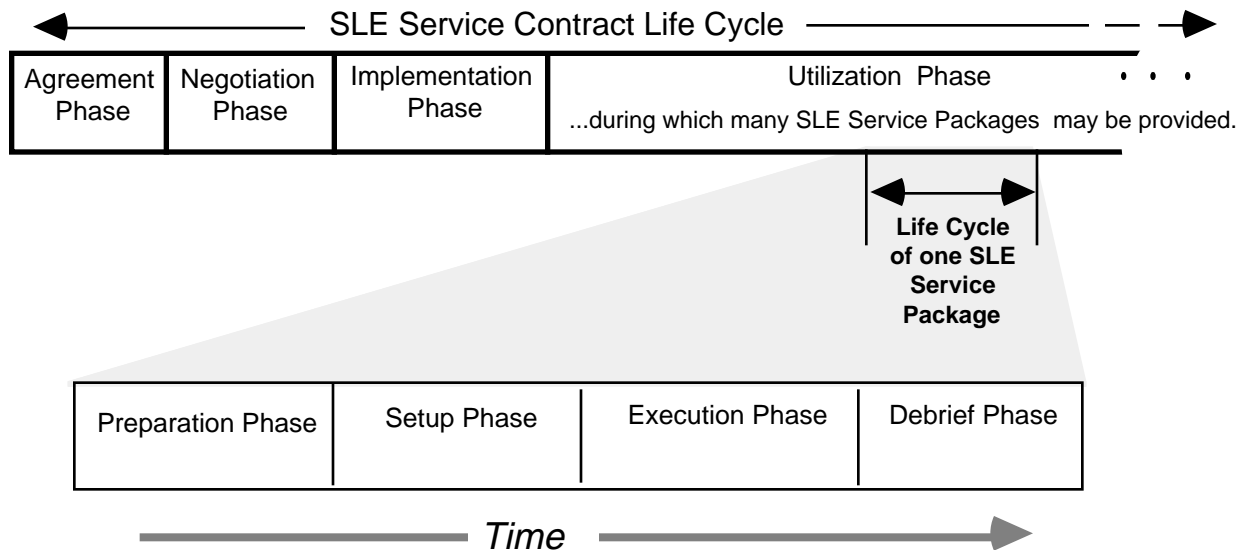 SLE Service Contract Life Cycle
Agreement
Phase
Negotiation
Phase
Implementation
Phase
Utilization Phase
...during which many SLE Service Packages may be provided.
• • •
Life Cycle
of one SLE
Service
Package
Preparation Phase
Setup Phase
Execution Phase
Debrief Phase
Time